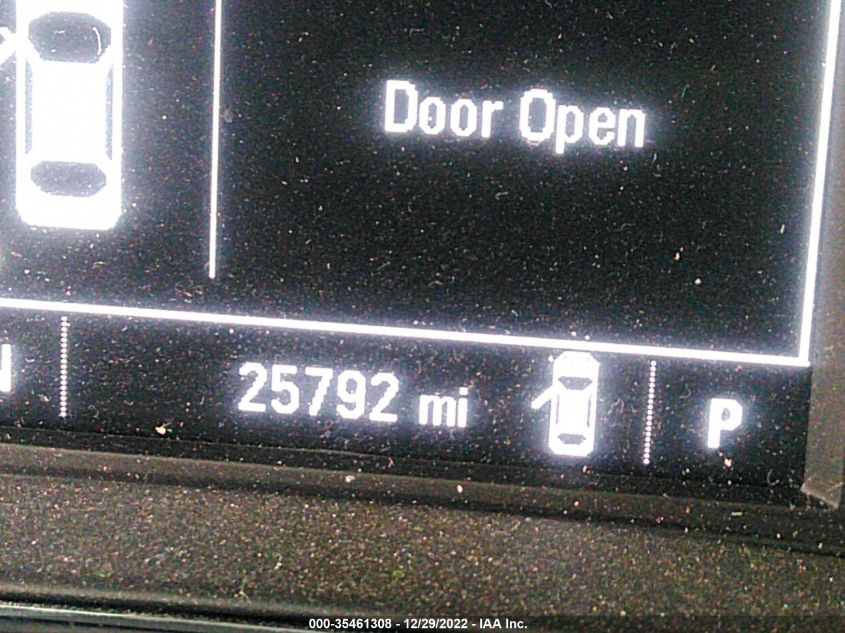 Door Open
25792 mi
P
000-35461308 - 12/29/2022 - IAA Inc.